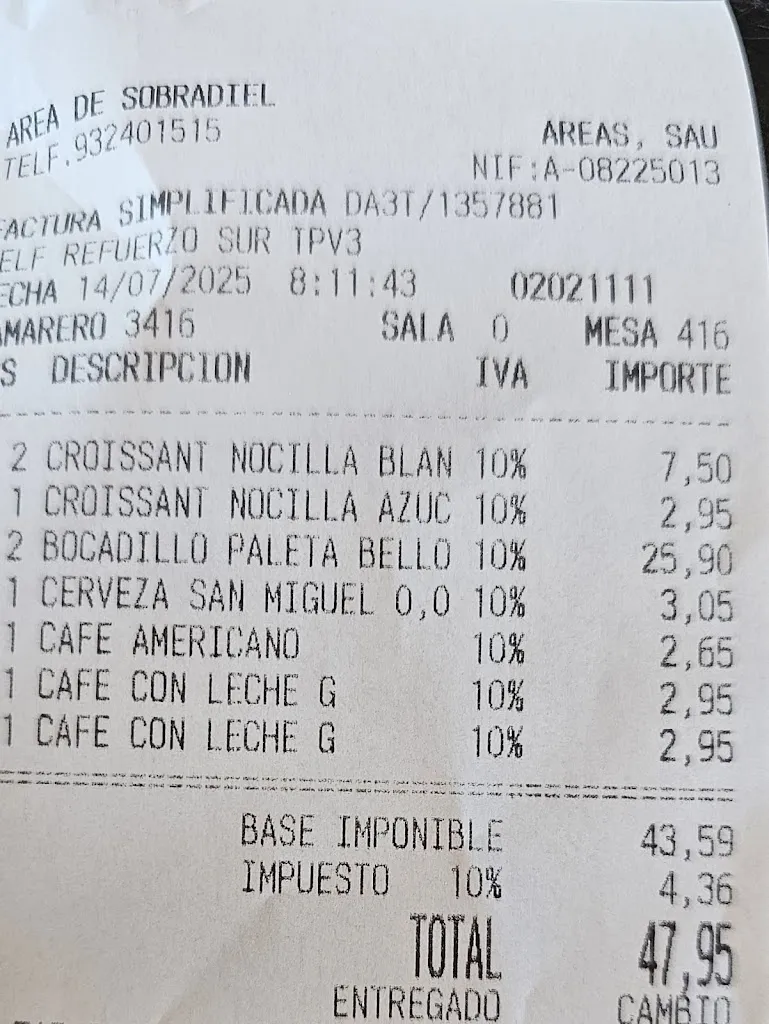 AREA DE SOBRADIEL
TELF.932401515 AREAS, SAU
NIF:A-08225013
FACTURA SIMPLIFICADA DA3T/1357881
ELF REFUERZO SUR TPV3
ECHA 14/07/2025 8:11:43 02021111
AMARERO 3416 SALA 0 MESA 416
S DESCRIPCION IVA IMPORTE
2 CROISSANT NOCILLA BLAN 10% 7,50
1 CROISSANT NOCILLA AZUC 10% 2,95
2 BOCADILLO PALETA BELLO 10% 25,90
1 CERVEZA SAN MIGUEL 0,0 10% 3,05
1 CAFE AMERICANO 10% 2,65
1 CAFE CON LECHE G 10% 2,95
1 CAFE CON LECHE G 10% 2,95
BASE IMPONIBLE 43,59
IMPUESTO 10% 4,36
TOTAL 47,95
ENTREGADO CAMBIO